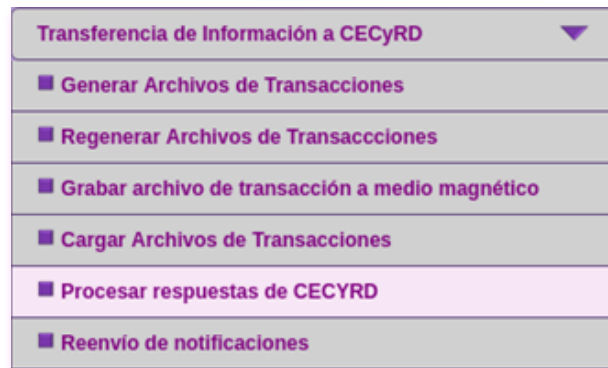 Transferencia de Información a CECyRD
Generar Archivos de Transacciones
Regenerar Archivos de Transaccciones
Grabar archivo de transacción a medio magnético
Cargar Archivos de Transacciones
Procesar respuestas de CECYRD
Reenvío de notificaciones